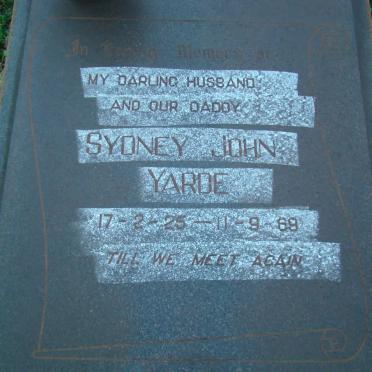 In Loving Memory of
MY DARLING HUSBAND
AND OUR DADDY
SYDNEY JOHN
YARDE
17-2-25 — 11-9-69
TILL WE MEET AGAIN